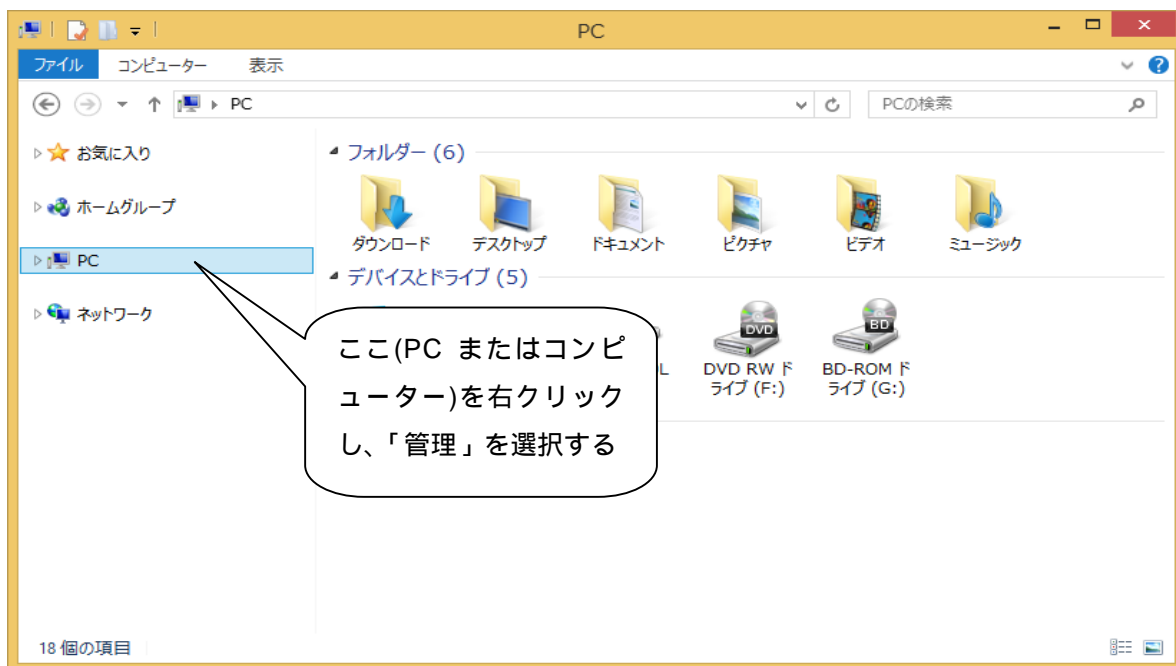 PC
ファイル コンピューター 表示
PC
PCの検索
お気に入り
ホームグループ
PC
ネットワーク
フォルダー (6)
ダウンロード
デスクトップ
ドキュメント
ピクチャ
ビデオ
ミュージック
デバイスとドライブ (5)
L
DVD
DVD RW ド
ライブ (F:)
BD
BD-ROM ド
ライブ (G:)
ここ(PC またはコンピ
ューター)を右クリック
し、「管理」を選択する
18 個の項目